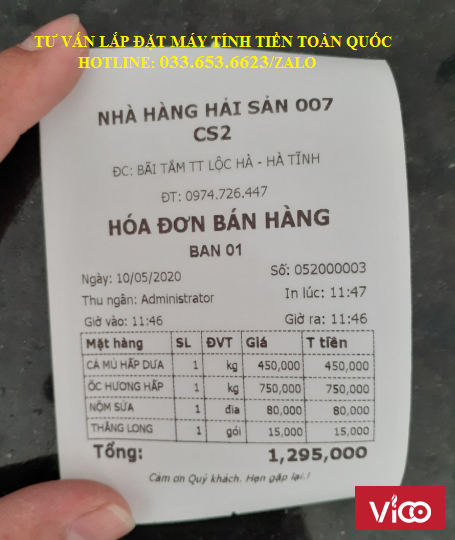 TƯ VẤN LẮP ĐẶT MÁY TÍNH TIỀN TOÀN QUỐC
HOTLINE: 033.653.6623/ZALO
NHÀ HÀNG HẢI SẢN 007
CS2
ĐC: BÃI TẮM TT LỘC HÀ - HÀ TĨNH
ĐT: 0974.726.447
HÓA ĐƠN BÁN HÀNG
BAN 01
Ngày: 10/05/2020 Số: 052000003
Thu ngân: Administrator In lúc: 11:47
Giờ vào: 11:46 Giờ ra: 11:46
Mặt hàng SL ĐVT Giá T tiền
CÁ MÚ HẤP DƯA 1 kg 450,000 450,000
ỐC HƯƠNG HẤP 1 kg 750,000 750,000
NỘM SỨA 1 đĩa 80,000 80,000
THĂNG LONG 1 gói 15,000 15,000
Tổng: 1,295,000
Cám ơn Quý khách. Hẹn gặp lại.!
vico